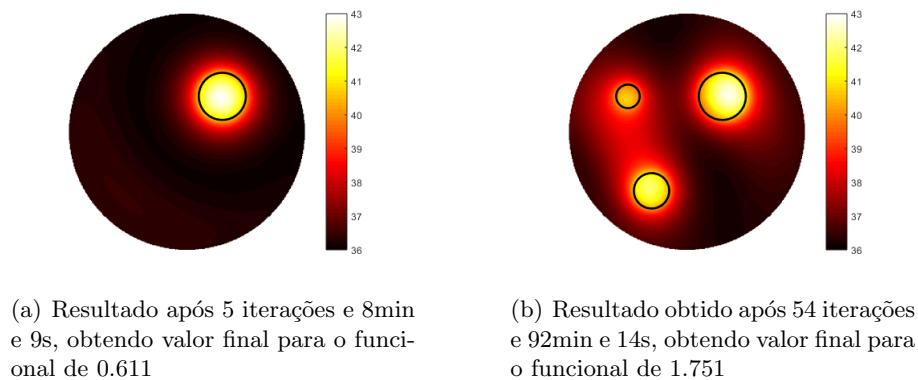 43
42
41
40
39
38
37
36
43
42
41
40
39
38
37
36
(a) Resultado após 5 iterações e 8min
e 9s, obtendo valor final para o funci-
onal de 0.611
(b) Resultado obtido após 54 iterações
e 92min e 14s, obtendo valor final para
o funcional de 1.751